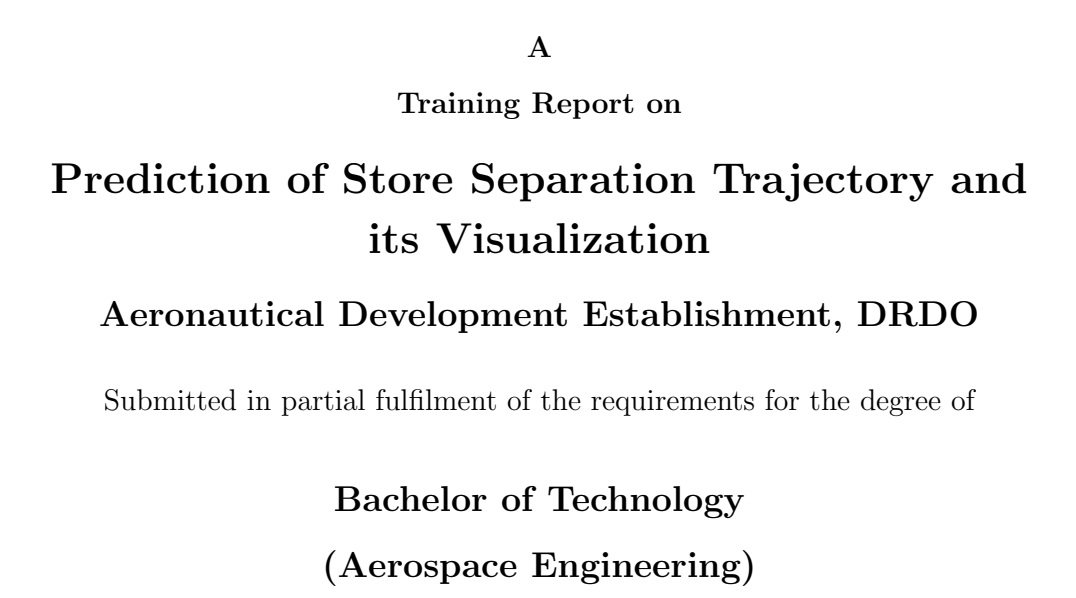 A
Training Report on
Prediction of Store Separation Trajectory and
its Visualization
Aeronautical Development Establishment, DRDO
Submitted in partial fulfilment of the requirements for the degree of
Bachelor of Technology
(Aerospace Engineering)